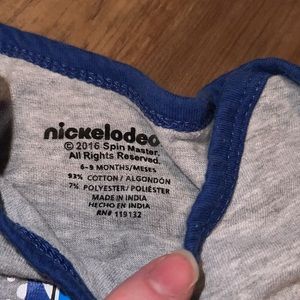 nickelodeo
© 2016 Spin Master.
All Rights Reserved.
6-9 MONTHS/MESES
93% COTTON/ALGODÓN
7% POLYESTER/POLIÉSTER
MADE IN INDIA
HECHO EN INDIA
RN# 119132